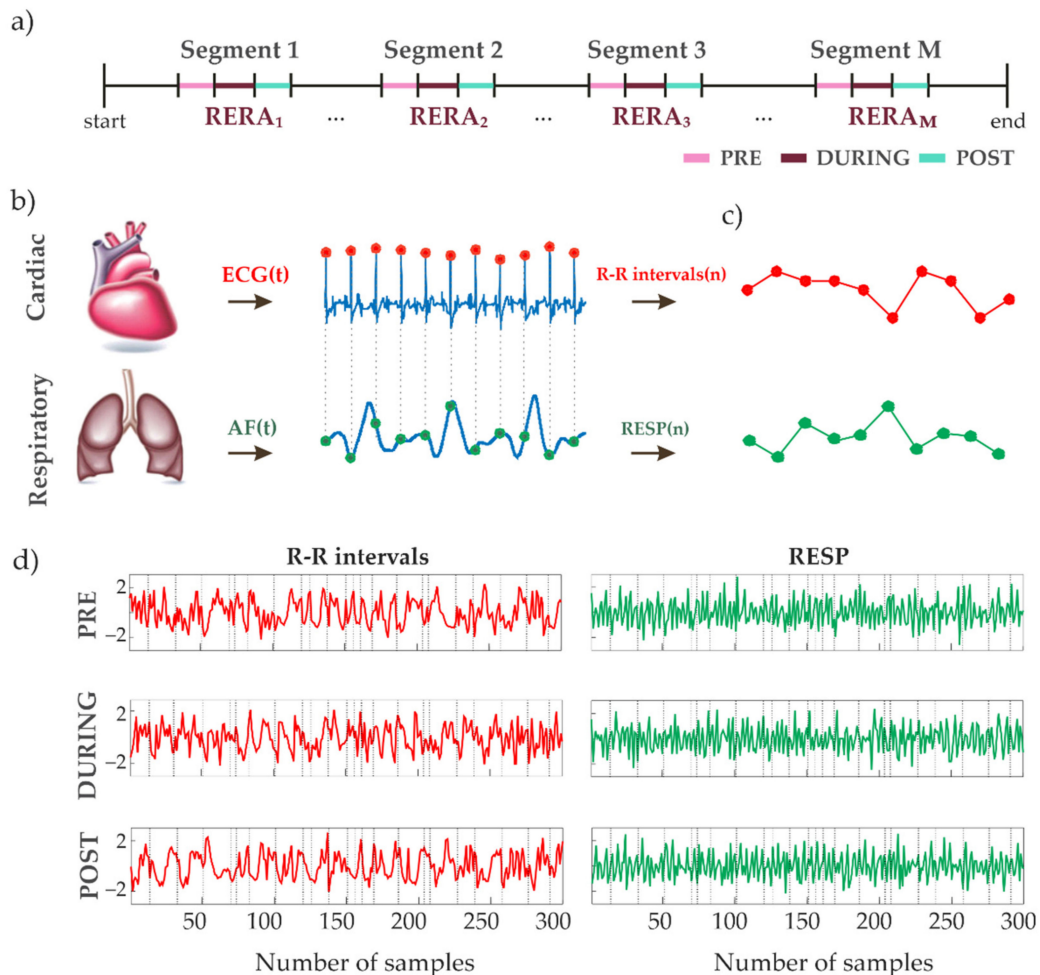 a)
Segment 1 Segment 2 Segment 3 Segment M
start RERA1 ... RERA2 ... RERA3 ... RERAM end
PRE DURING POST
b) c)
Cardiac
ECG(t) R-R intervals(n)
Respiratory
AF(t) RESP(n)
d)
R-R intervals RESP
PRE
2
−2
DURING
2
−2
POST
2
−2
50 100 150 200 250 300 50 100 150 200 250 300
Number of samples Number of samples